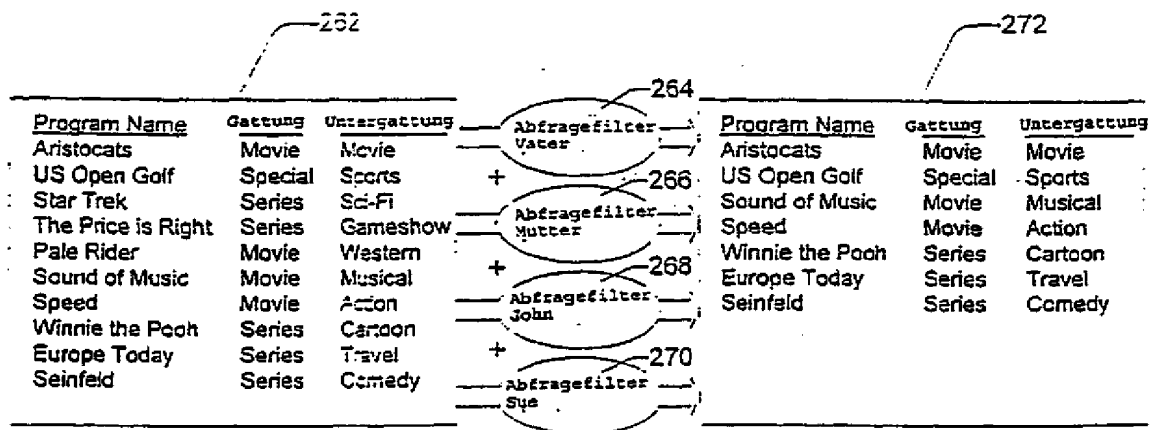 262
272
264
Program Name Gattung Untergattung
Aristocats Movie Movie
US Open Golf Special Sports
Star Trek Series Sci-Fi
The Price is Right Series Gameshow
Pale Rider Movie Western
Sound of Music Movie Musical
Speed Movie Action
Winnie the Pooh Series Cartoon
Europe Today Series Travel
Seinfeld Series Comedy
Abfragefilter
Vater
+
266
Abfragefilter
Mutter
+
268
Abfragefilter
John
+
270
Abfragefilter
Sue
Program Name Gattung Untergattung
Aristocats Movie Movie
US Open Golf Special Sports
Sound of Music Movie Musical
Speed Movie Action
Winnie the Pooh Series Cartoon
Europe Today Series Travel
Seinfeld Series Comedy